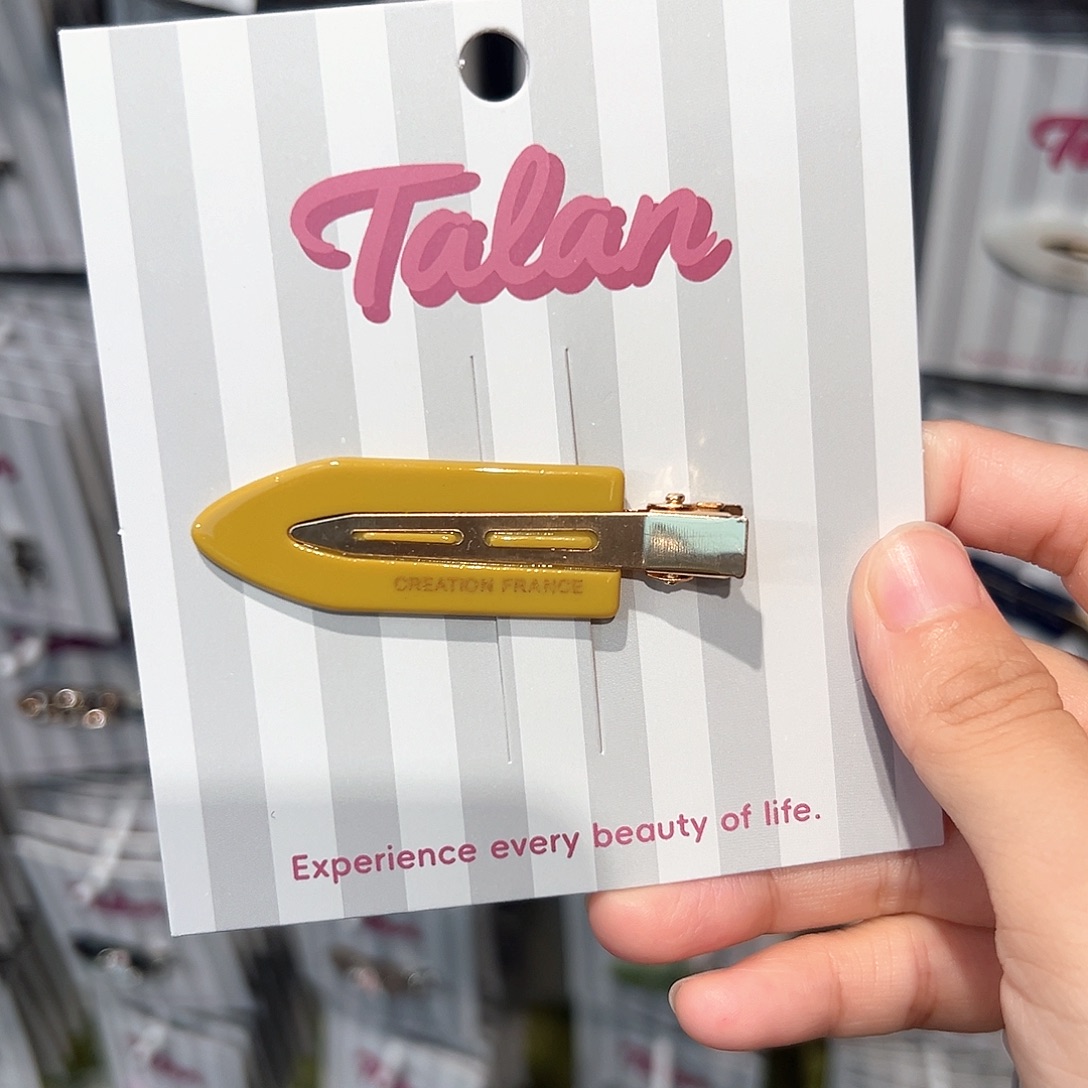 Talan
CREATION FRANCE
Experience every beauty of life.